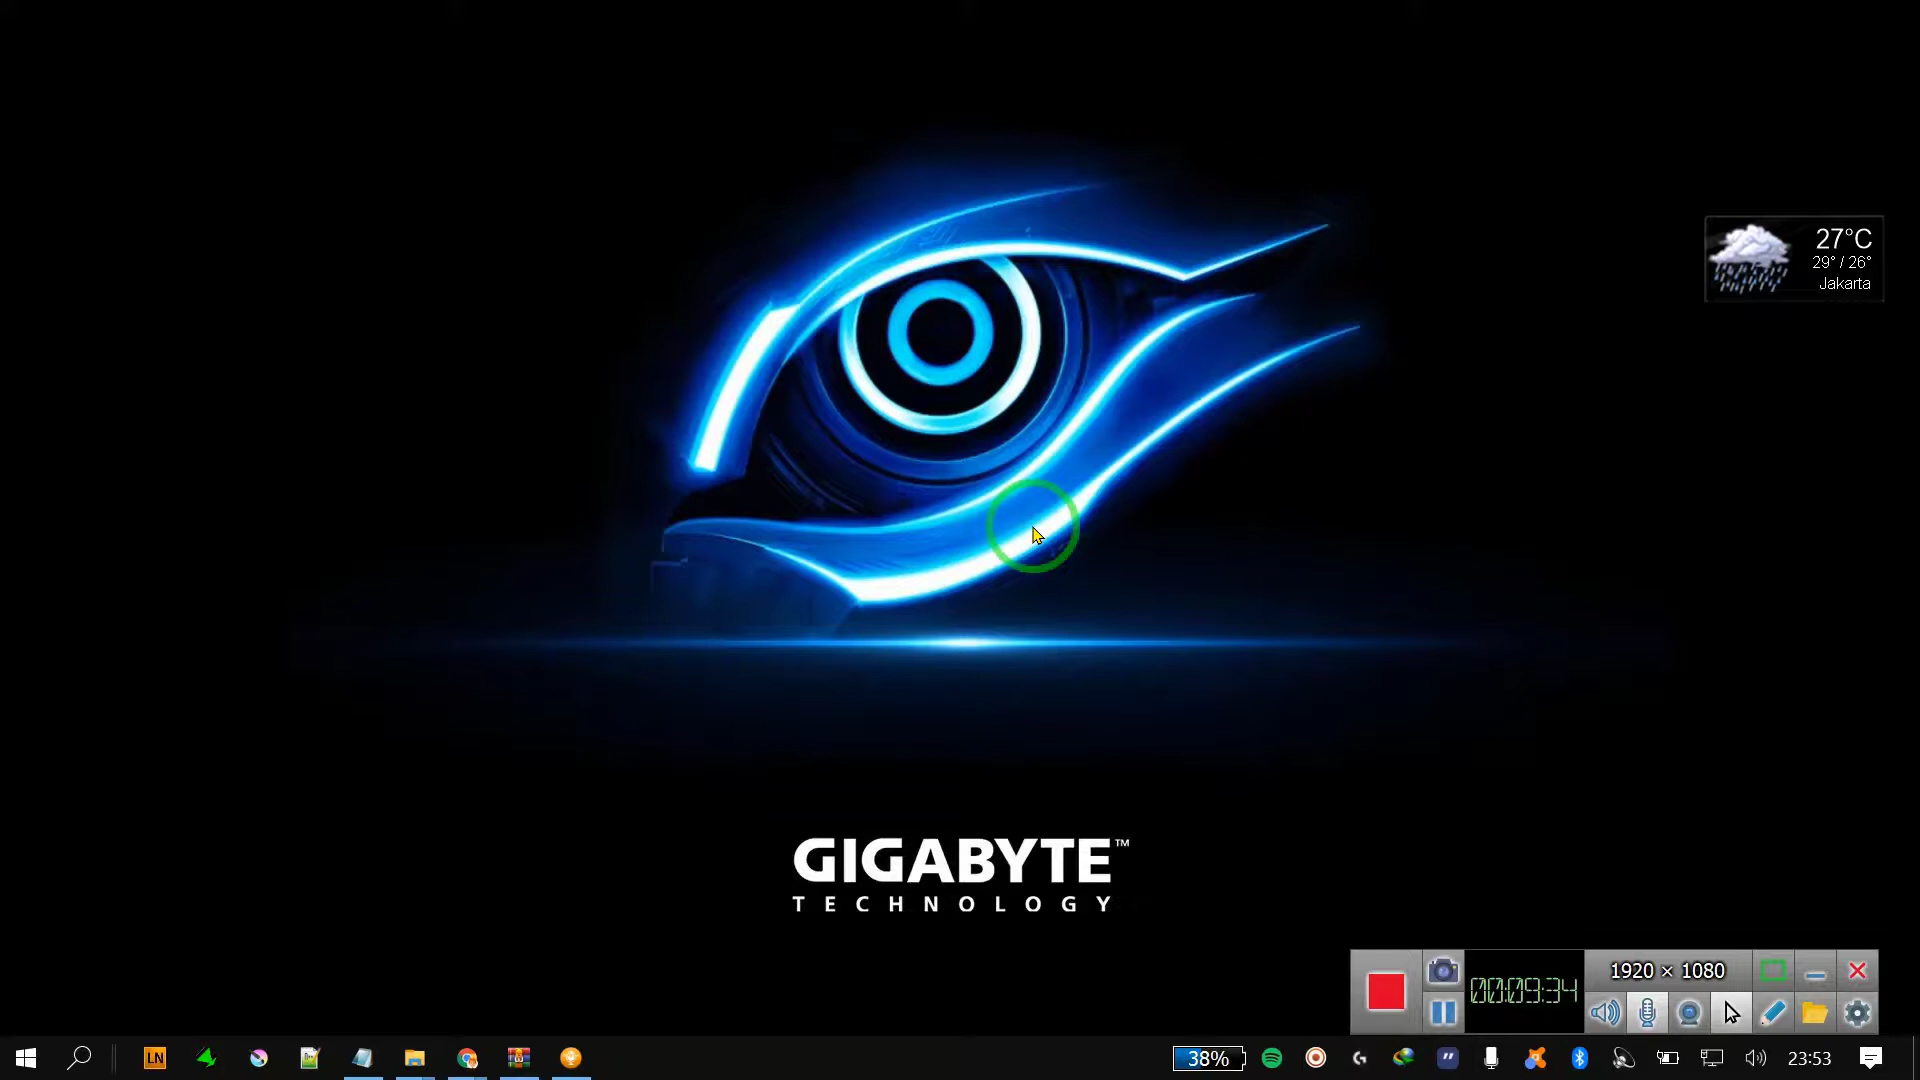 27°C
29° / 26°
Jakarta
GIGABYTE™
TECHNOLOGY
1920 × 1080
00:09:34
LN
38%
23:53